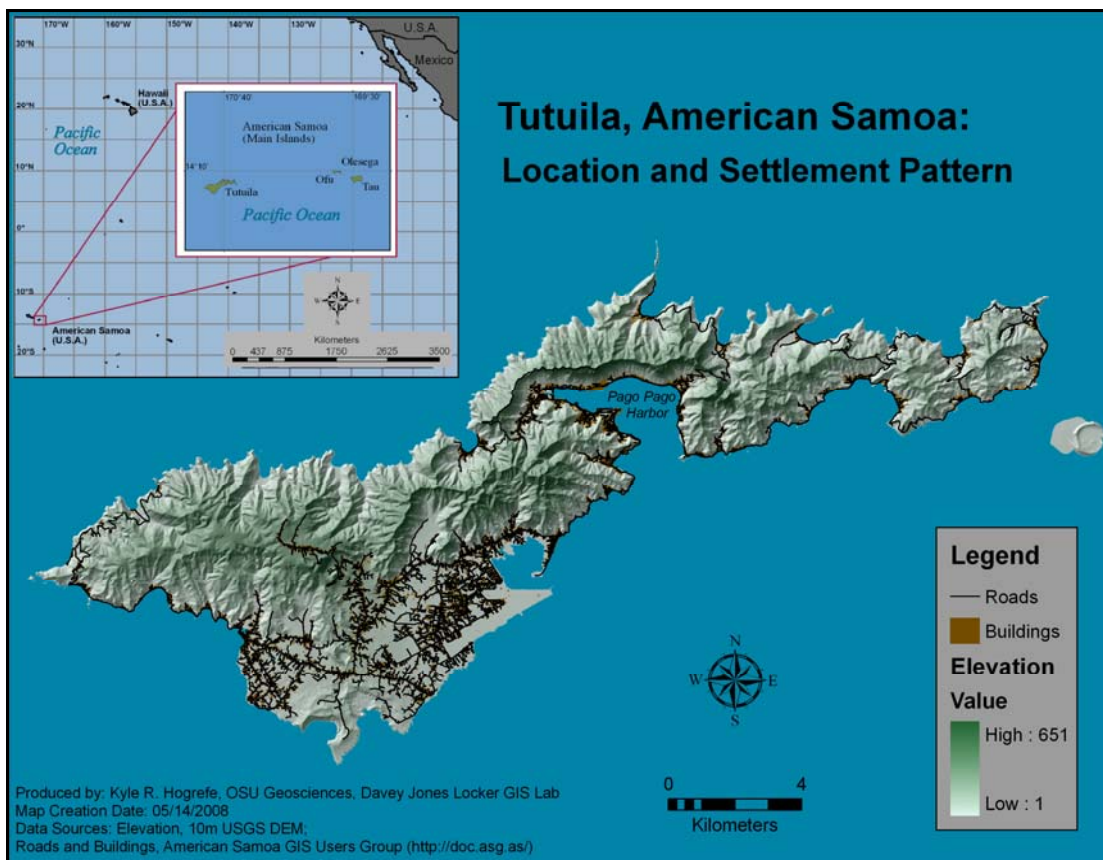 170°W 160°W 150°W 140°W 130°W 120°W
U.S.A.
Mexico
30°N
20°N
10°N
0°
10°S
20°S
Hawaii
(U.S.A.)
Pacific
Ocean
American Samoa
(U.S.A.)
170°40'
American Samoa
(Main Islands)
14°10'
Olesega
Ofu
Tau
Tutuila
Pacific Ocean
N
W E
S
Kilometers
0 437 875 1750 2625 3500
Tutuila, American Samoa:
Location and Settlement Pattern
Pago Pago
Harbor
Legend
Roads
Buildings
Elevation
Value
High : 651
Low : 1
N
W E
S
0 4
Kilometers
Produced by: Kyle R. Hogrefe, OSU Geosciences, Davey Jones Locker GIS Lab
Map Creation Date: 05/14/2008
Data Sources: Elevation, 10m USGS DEM;
Roads and Buildings, American Samoa GIS Users Group (http://doc.asg.as/)